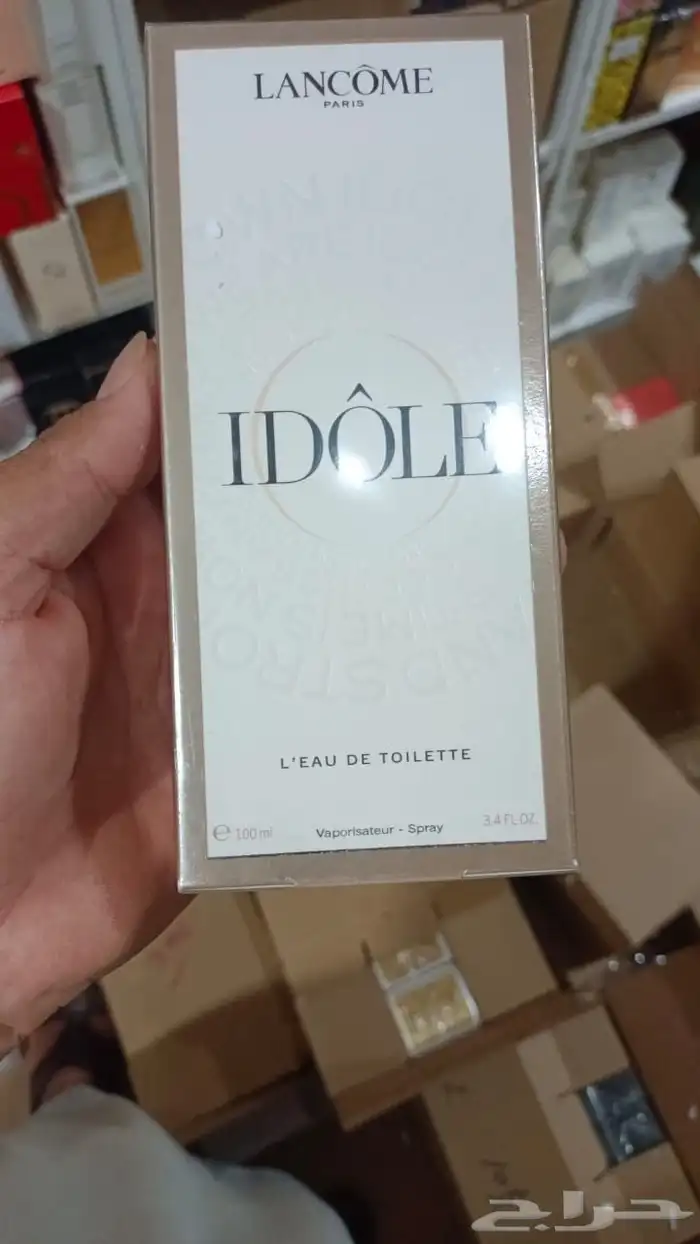 LANCÔME
PARIS
IDÔLE
L'EAU DE TOILETTE
℮ 100 ml
Vaporisateur - Spray
3.4 FL.OZ.
حراج